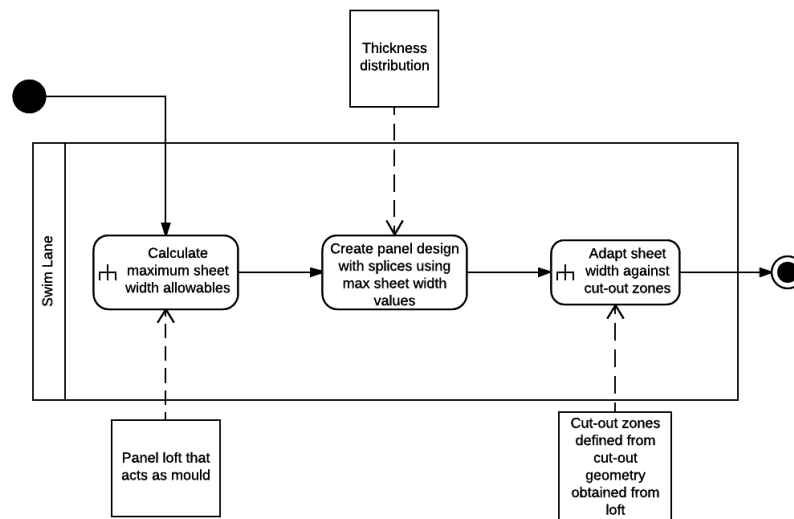 Thickness
distribution
Swim Lane
Calculate
maximum sheet
width allowables
Create panel design
with splices using
max sheet width
values
Adapt sheet
width against
cut-out zones
Panel loft that
acts as mould
Cut-out zones
defined from
cut-out
geometry
obtained from
loft